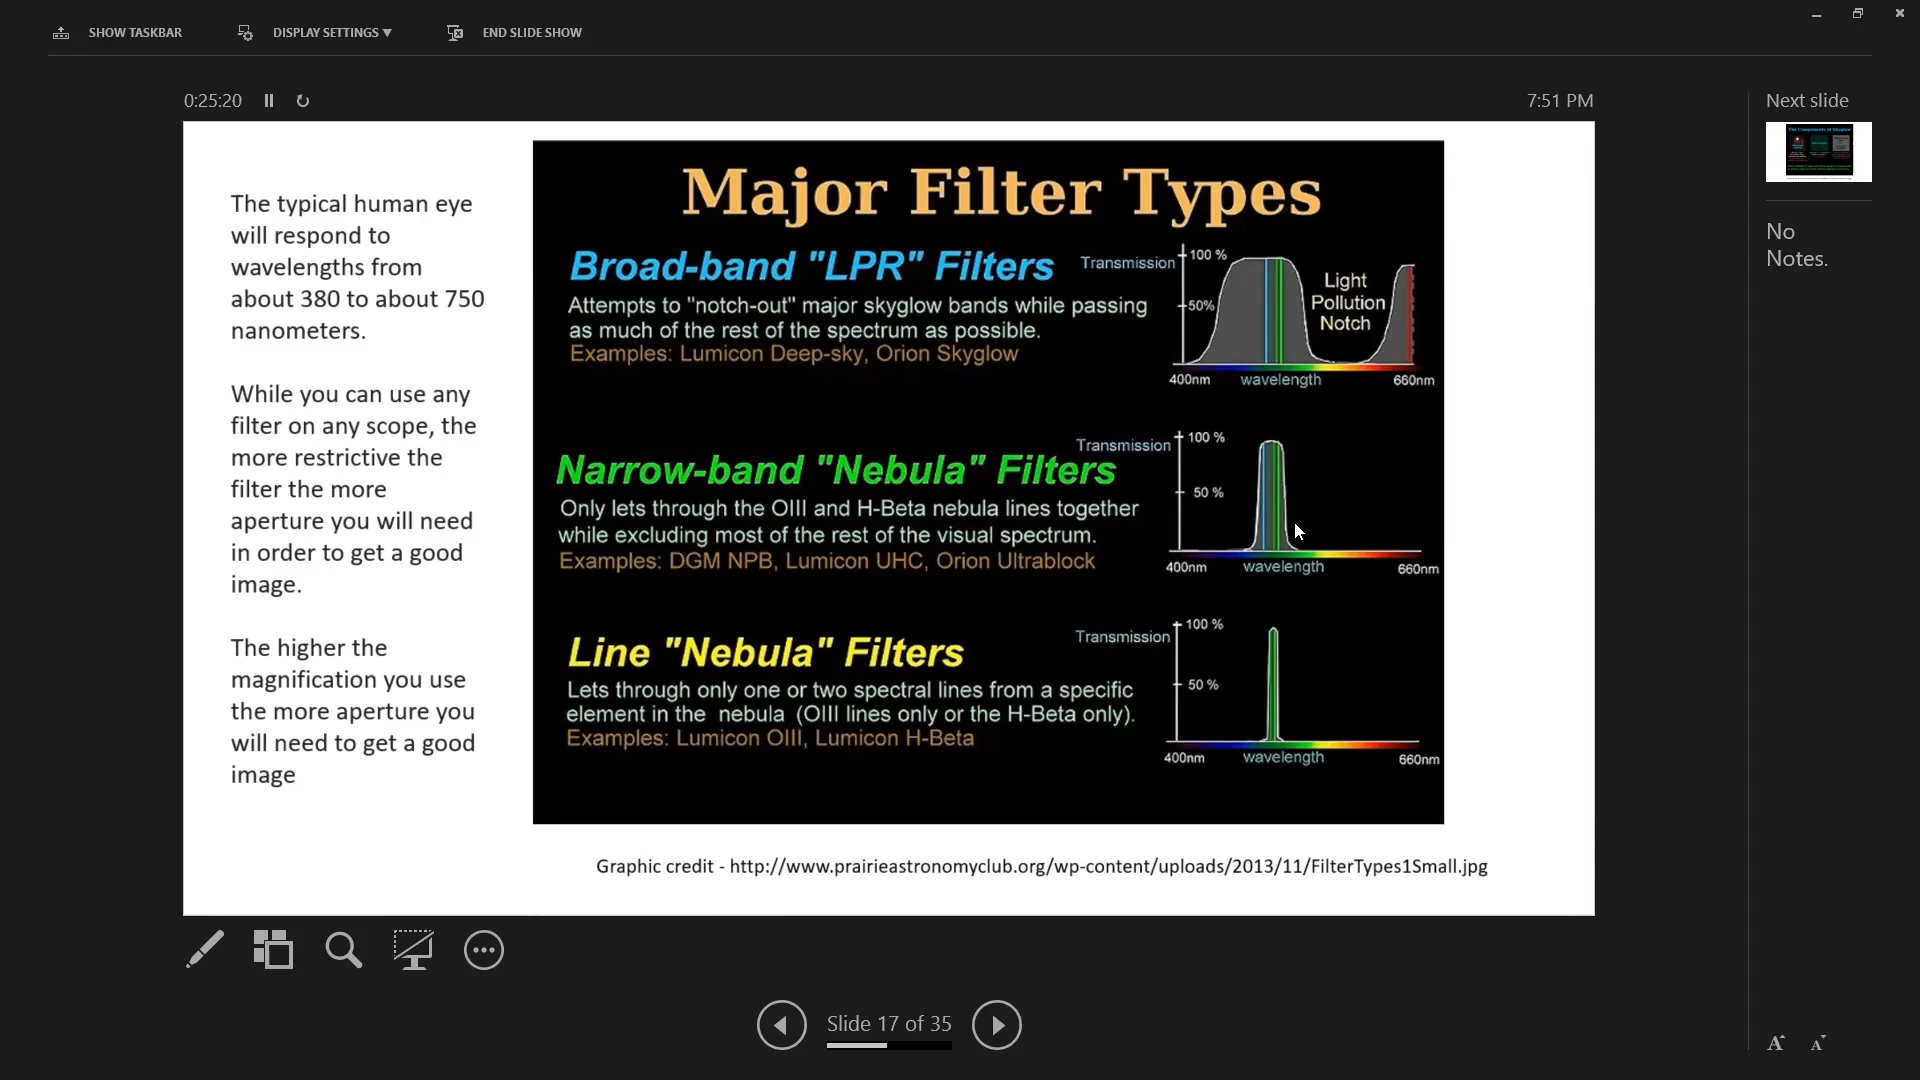 SHOW TASKBAR
DISPLAY SETTINGS ▼
END SLIDE SHOW
0:25:20
7:51 PM
Next slide
No
Notes.
The typical human eye
will respond to
wavelengths from
about 380 to about 750
nanometers.
While you can use any
filter on any scope, the
more restrictive the
filter the more
aperture you will need
in order to get a good
image.
The higher the
magnification you use
the more aperture you
will need to get a good
image
Major Filter Types
Broad-band "LPR" Filters
Attempts to "notch-out" major skyglow bands while passing
as much of the rest of the spectrum as possible.
Examples: Lumicon Deep-sky, Orion Skyglow
Transmission
100 %
50%
Light
Pollution
Notch
400nm
wavelength
660nm
Narrow-band "Nebula" Filters
Only lets through the OIII and H-Beta nebula lines together
while excluding most of the rest of the visual spectrum.
Examples: DGM NPB, Lumicon UHC, Orion Ultrablock
Transmission
100 %
50 %
400nm
wavelength
660nm
Line "Nebula" Filters
Lets through only one or two spectral lines from a specific
element in the nebula (OIII lines only or the H-Beta only).
Examples: Lumicon OIII, Lumicon H-Beta
Transmission
100 %
50 %
400nm
wavelength
660nm
Graphic credit - http://www.prairieastronomyclub.org/wp-content/uploads/2013/11/FilterTypes1Small.jpg
Slide 17 of 35
A
A